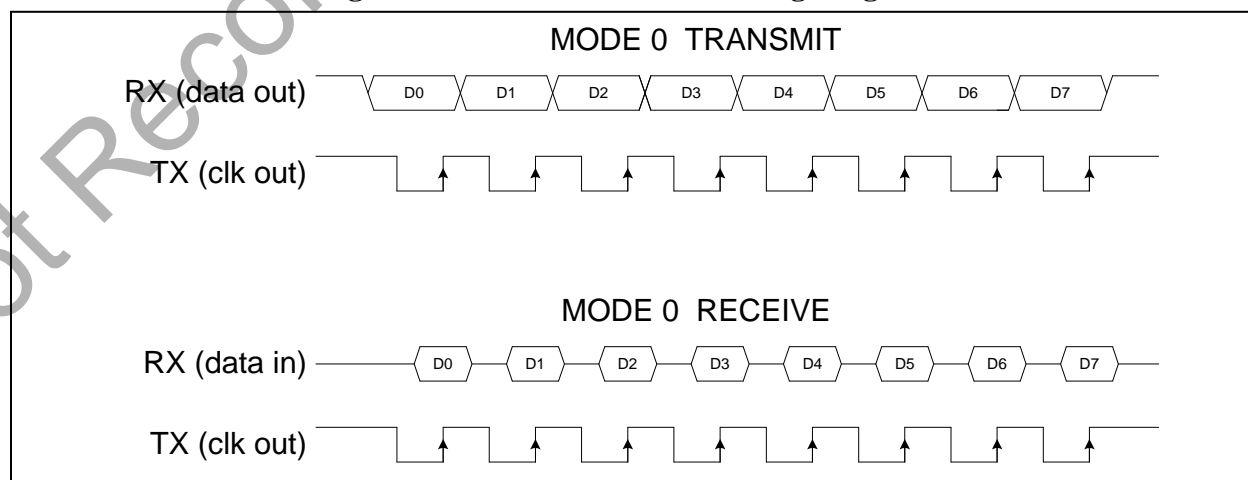 MODE 0 TRANSMIT
RX (data out)
D0 D1 D2 D3 D4 D5 D6 D7
TX (clk out)
MODE 0 RECEIVE
RX (data in)
D0 D1 D2 D3 D4 D5 D6 D7
TX (clk out)